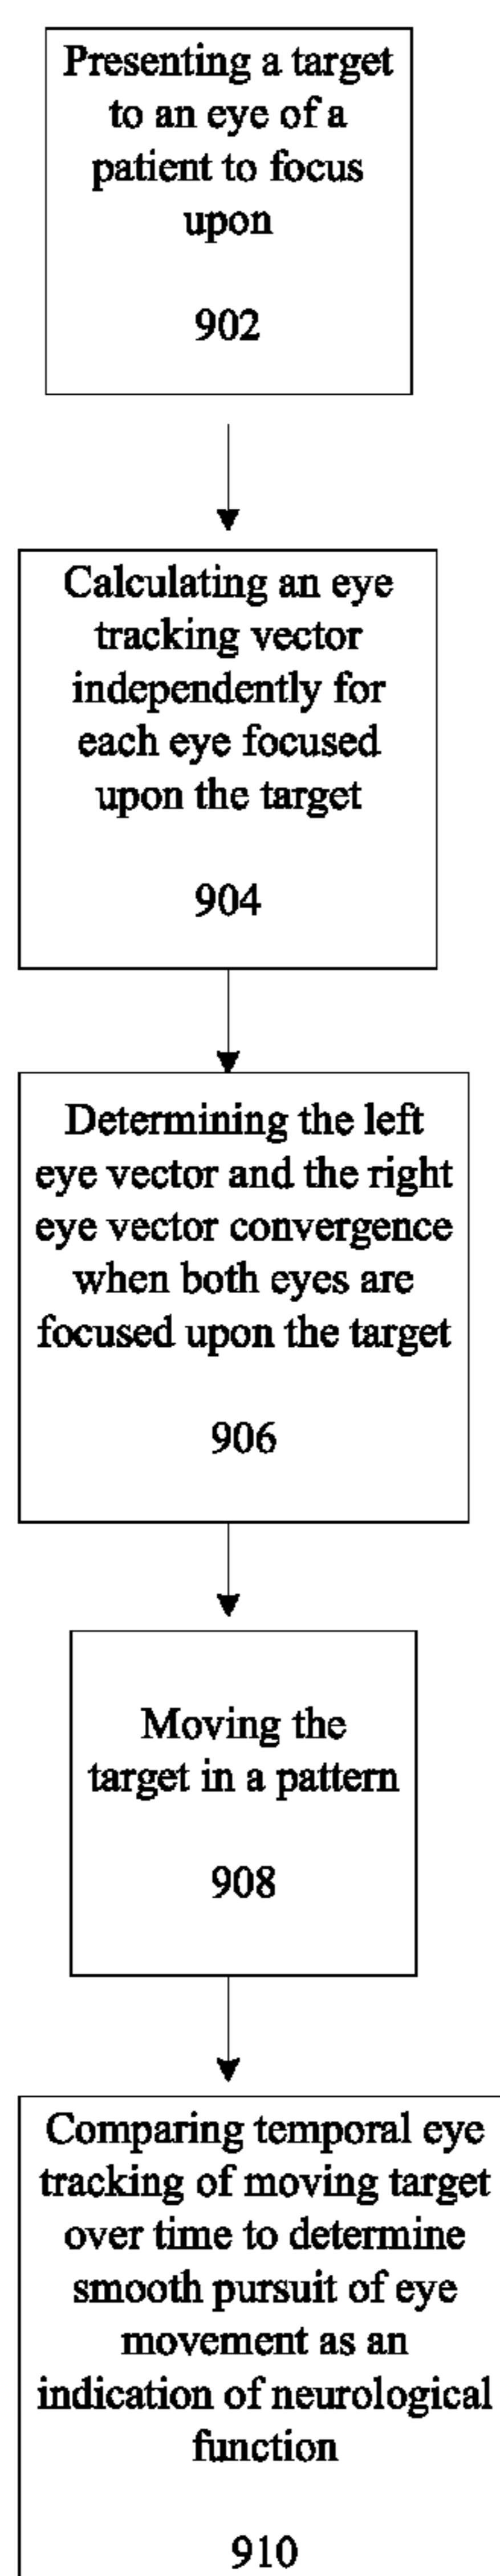 Presenting a target
to an eye of a
patient to focus
upon
902
Calculating an eye
tracking vector
independently for
each eye focused
upon the target
904
Determining the left
eye vector and the right
eye vector convergence
when both eyes are
focused upon the target
906
Moving the
target in a pattern
908
Comparing temporal eye
tracking of moving target
over time to determine
smooth pursuit of eye
movement as an
indication of neurological
function
910